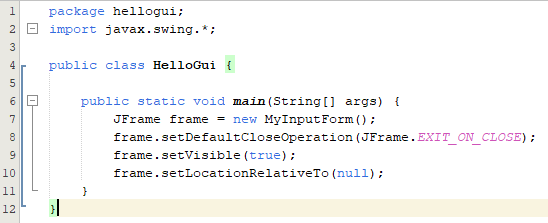 1 package hellogui;
2 import javax.swing.*;
3
4 public class HelloGui {
5
6 public static void main(String[] args) {
7 JFrame frame = new MyInputForm();
8 frame.setDefaultCloseOperation(JFrame.EXIT_ON_CLOSE);
9 frame.setVisible(true);
10 frame.setLocationRelativeTo(null);
11 }
12 }